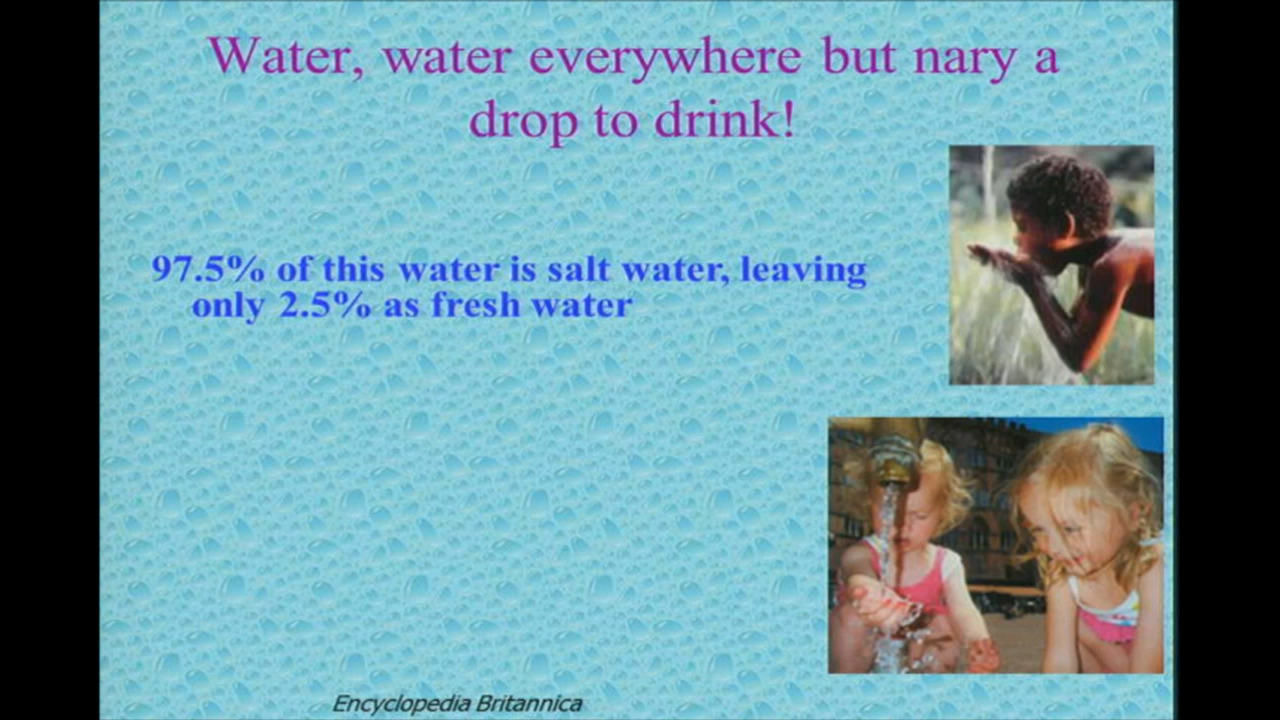 Water, water everywhere but nary a
drop to drink!
97.5% of this water is salt water, leaving
only 2.5% as fresh water
Encyclopedia Britannica